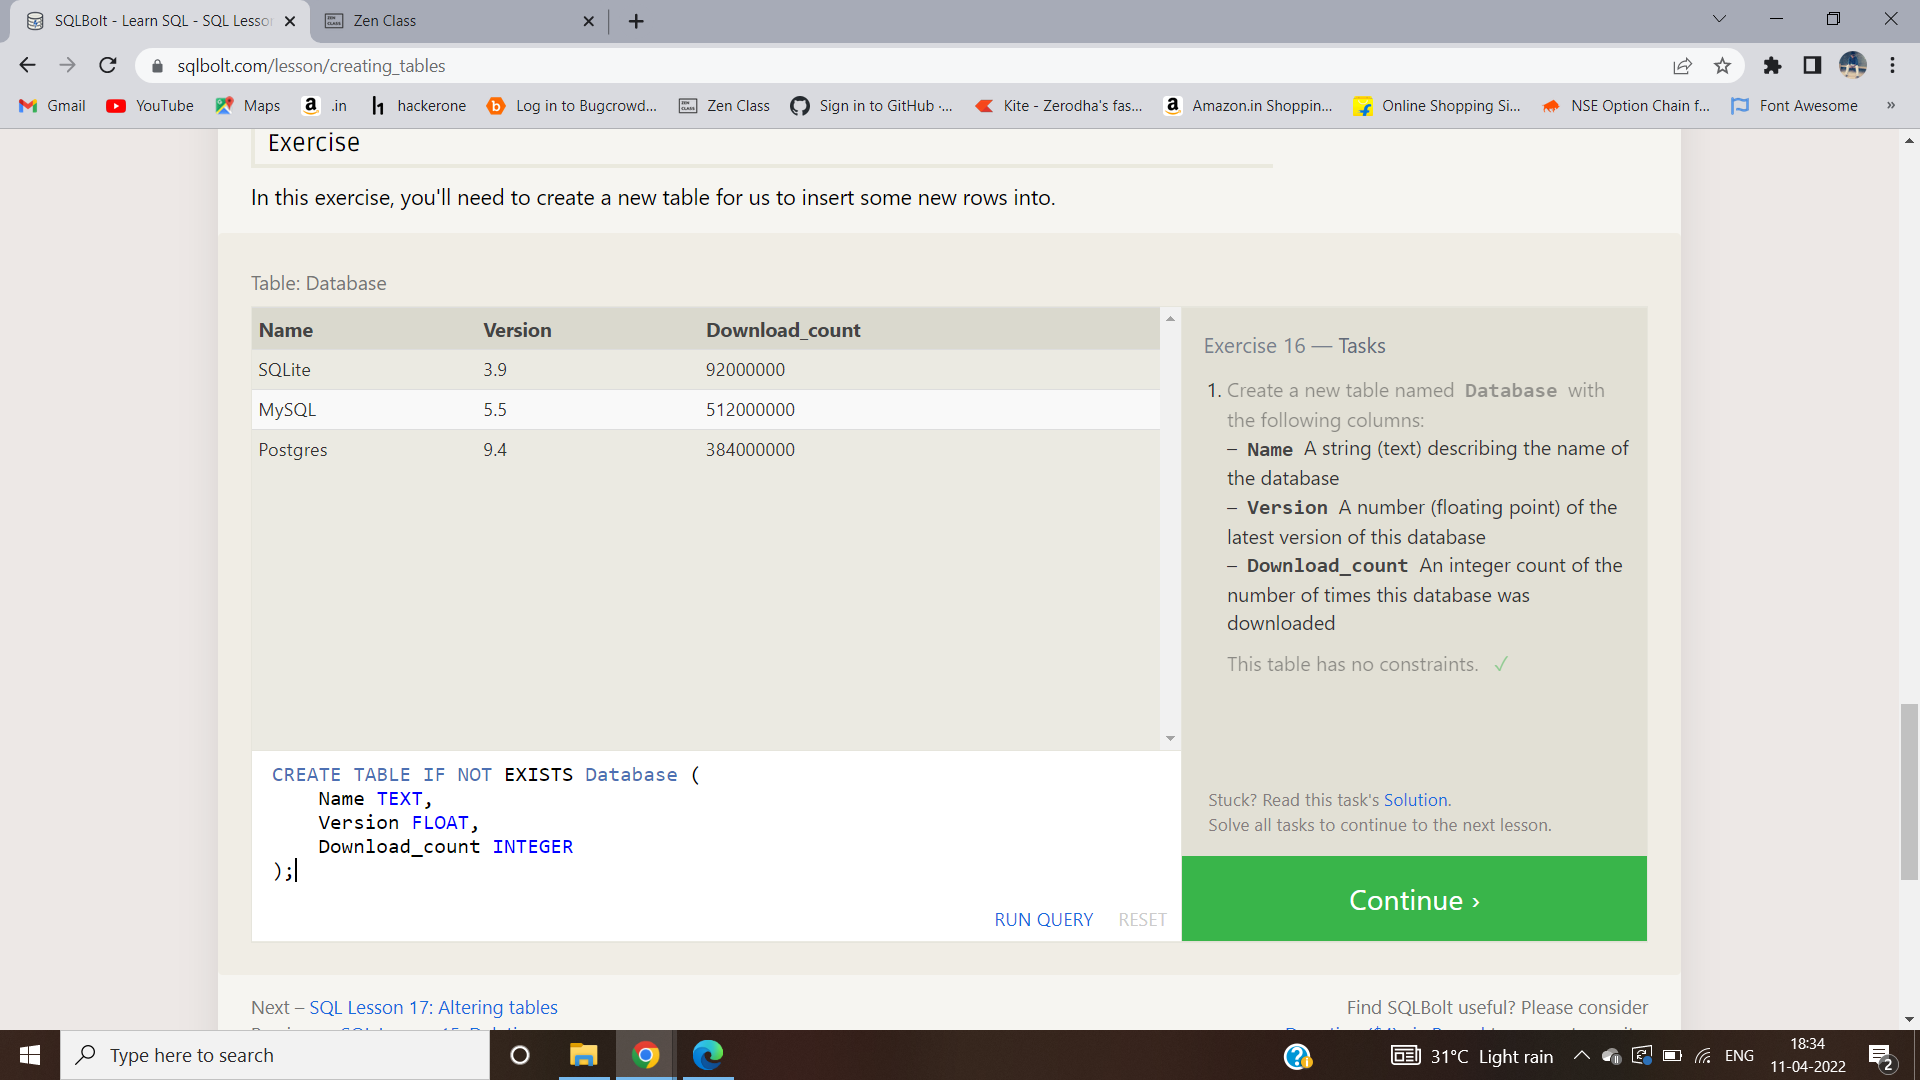 SQLBolt - Learn SQL - SQL Lesson
Zen Class
sqlbolt.com/lesson/creating_tables
Gmail
YouTube
Maps
.in
hackerone
Log in to Bugcrowd...
Zen Class
Sign in to GitHub ·...
Kite - Zerodha's fas...
Amazon.in Shoppin...
Online Shopping Si...
NSE Option Chain f...
Font Awesome
»
Exercise
In this exercise, you'll need to create a new table for us to insert some new rows into.
Table: Database
Name Version Download_count
SQLite 3.9 92000000
MySQL 5.5 512000000
Postgres 9.4 384000000
Exercise 16 — Tasks
1. Create a new table named Database with
the following columns:
– Name A string (text) describing the name of
the database
– Version A number (floating point) of the
latest version of this database
– Download_count An integer count of the
number of times this database was
downloaded
This table has no constraints. ✓
Stuck? Read this task's Solution.
Solve all tasks to continue to the next lesson.
Continue ›
CREATE TABLE IF NOT EXISTS Database (
Name TEXT,
Version FLOAT,
Download_count INTEGER
);
RUN QUERY RESET
Next – SQL Lesson 17: Altering tables
Find SQLBolt useful? Please consider
Type here to search
31°C Light rain
ENG
18:34
11-04-2022
2